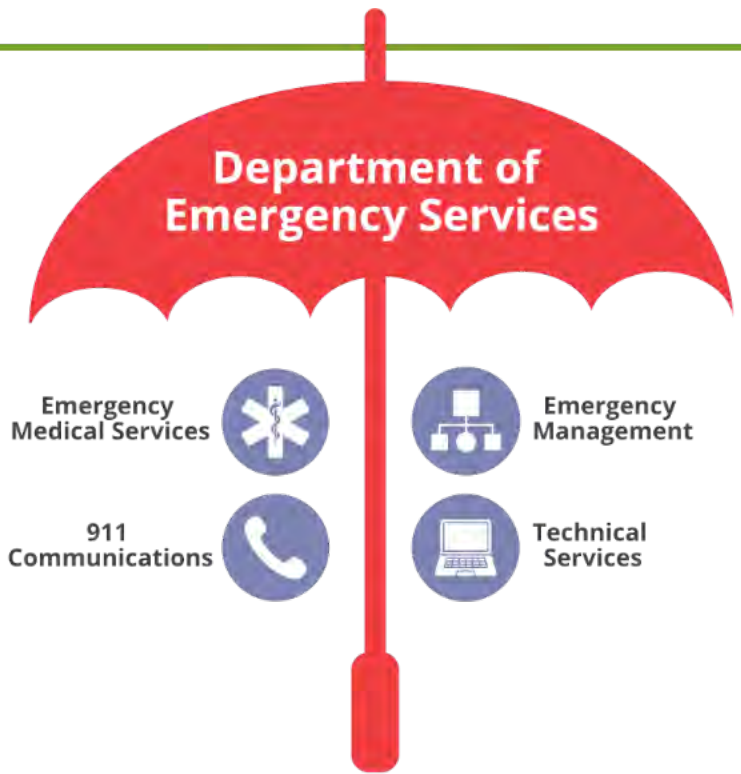 Department of
Emergency Services
Emergency
Medical Services
Emergency
Management
911
Communications
Technical
Services